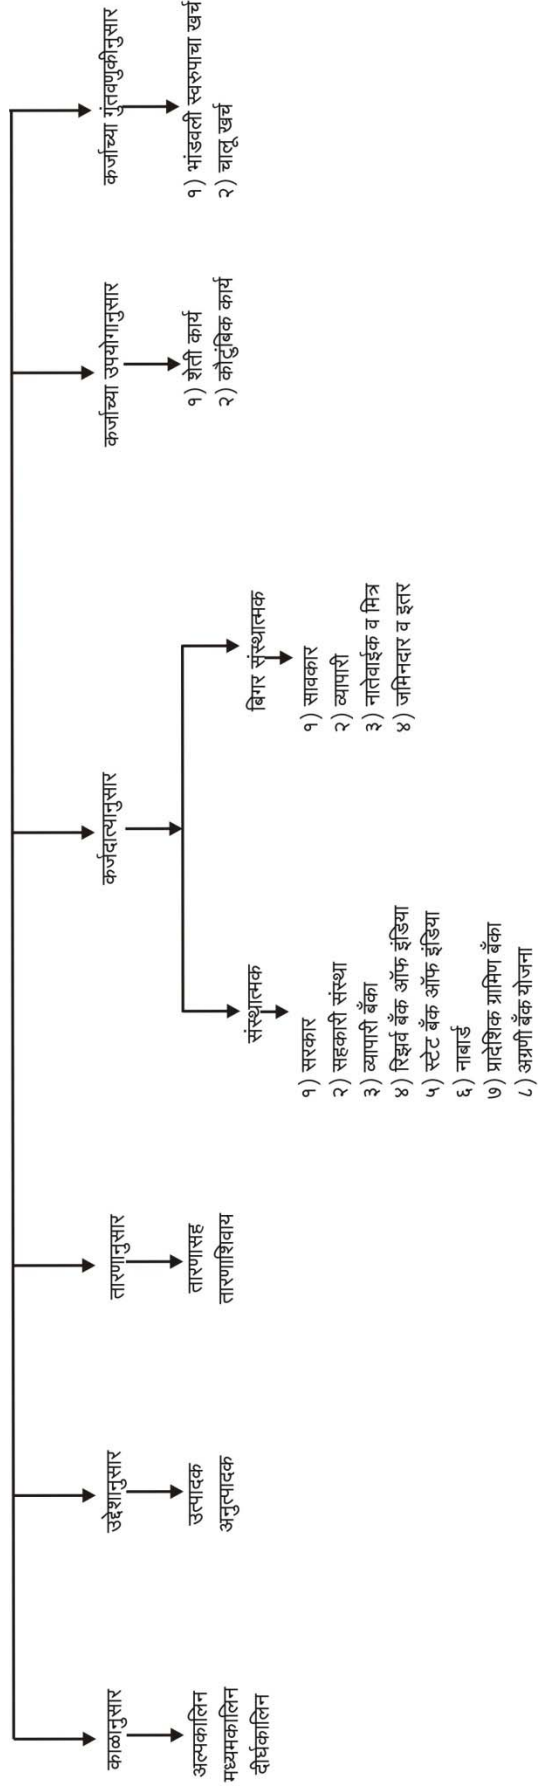 काळानुसार
अल्पकालिन
मध्यमकालिन
दीर्घकालिन
उद्देशानुसार
उत्पादक
अनुत्पादक
तारणानुसार
तारणासह
तारणाशिवाय
कर्जदात्यानुसार
संस्थात्मक
१) सरकार
२) सहकारी संस्था
३) व्यापारी बँका
४) रिझर्व बँक ऑफ इंडिया
५) स्टेट बँक ऑफ इंडिया
६) नाबार्ड
७) प्रादेशिक ग्रामिण बँका
८) अग्रणी बँक योजना
बिगर संस्थात्मक
१) सावकार
२) व्यापारी
३) नातेवाईक व मित्र
४) जमिनदार व इतर
कर्जाच्या उपयोगानुसार
१) शेती कार्य
२) कौटुंबिक कार्य
कर्जाच्या गुंतवणुकीनुसार
१) भांडवली स्वरुपाचा खर्च
२) चालू खर्च